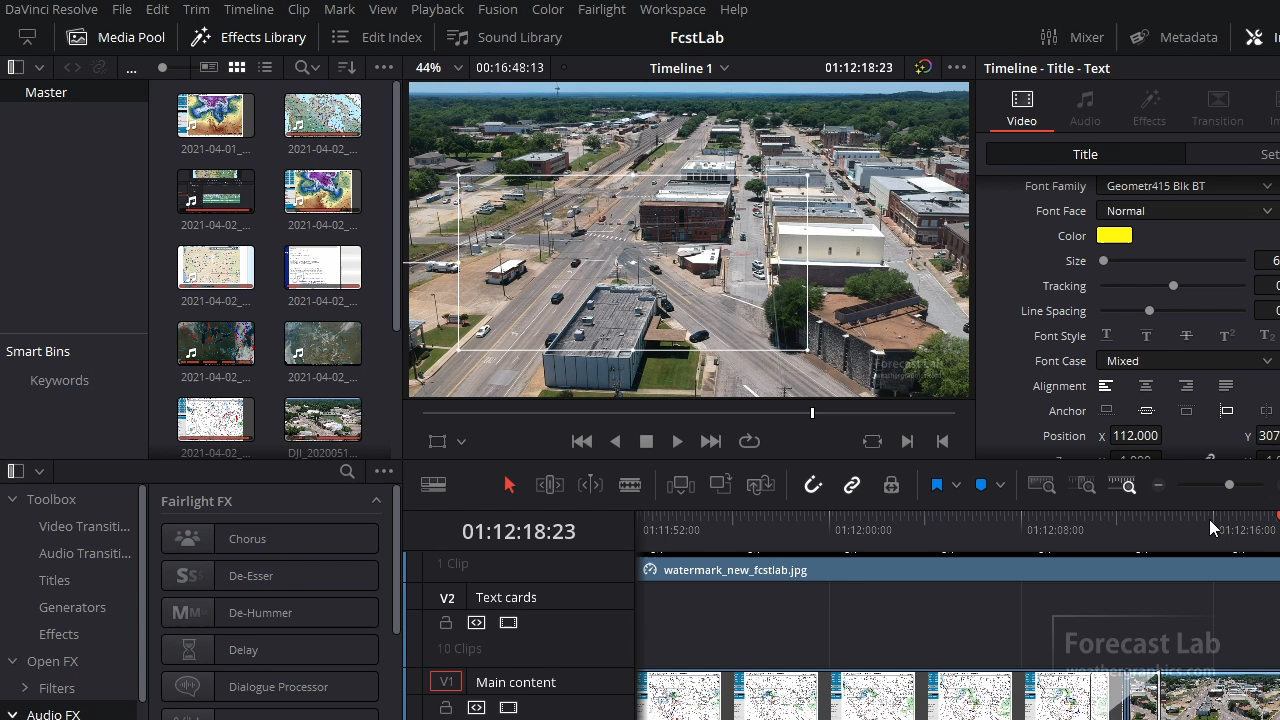 DaVinci Resolve File Edit Trim Timeline Clip Mark View Playback Fusion Color Fairlight Workspace Help
Media Pool Effects Library Edit Index Sound Library FcstLab Mixer Metadata
... 44% 00:16:48:13 Timeline 1 01:12:18:23 ... Timeline - Title - Text
Master
2021-04-01_... 2021-04-02_...
2021-04-02_... 2021-04-02_...
2021-04-02_... 2021-04-02_...
2021-04-02_... 2021-04-02_...
2021-04-02_... DJI_2020051...
Smart Bins
Keywords
Forecast Lab
weathergraphics.com
Video Audio Effects Transition
Title
Font Family Geometr415 Blk BT
Font Face Normal
Color
Size
Tracking
Line Spacing
Font Style T T T T² T
Font Case Mixed
Alignment
Anchor
Position X 112.000 Y 307
Toolbox
Video Transiti...
Audio Transiti...
Titles
Generators
Effects
Open FX
Filters
Audio FX
Fairlight FX
Chorus
De-Esser
De-Hummer
Delay
Dialogue Processor
01:12:18:23
01:11:52:00 01:12:00:00 01:12:08:00 01:12:16:00
1 Clip
watermark_new_fcstlab.jpg
V2 Text cards
10 Clips
V1 Main content
Forecast Lab
weathergraphics.com